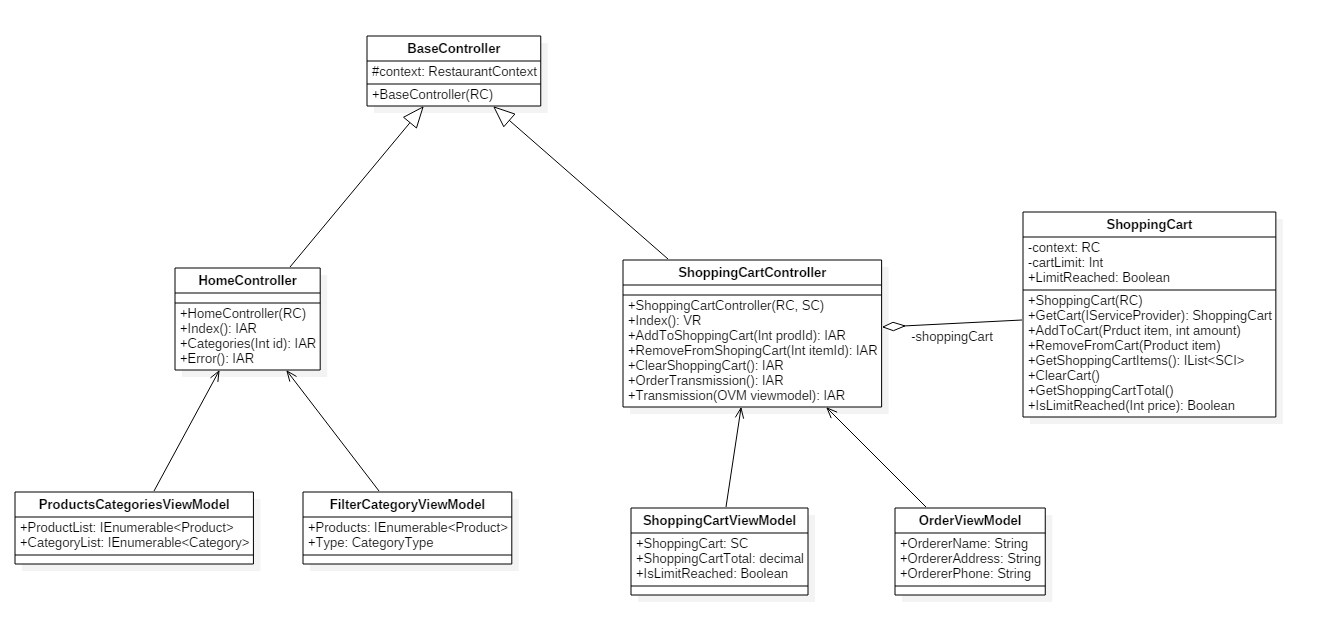 BaseController
#context: RestaurantContext
+BaseController(RC)
HomeController
+HomeController(RC)
+Index(): IAR
+Categories(Int id): IAR
+Error(): IAR
ShoppingCartController
+ShoppingCartController(RC, SC)
+Index(): VR
+AddToShoppingCart(Int prodId): IAR
+RemoveFromShopingCart(Int itemId): IAR
+ClearShoppingCart(): IAR
+OrderTransmission(): IAR
+Transmission(OVM viewmodel): IAR
-shoppingCart
ShoppingCart
-context: RC
-cartLimit: Int
+LimitReached: Boolean
+ShoppingCart(RC)
+GetCart(IServiceProvider): ShoppingCart
+AddToCart(Prduct item, int amount)
+RemoveFromCart(Product item)
+GetShoppingCartItems(): IList<SCI>
+ClearCart()
+GetShoppingCartTotal()
+IsLimitReached(Int price): Boolean
ProductsCategoriesViewModel
+ProductList: IEnumerable<Product>
+CategoryList: IEnumerable<Category>
FilterCategoryViewModel
+Products: IEnumerable<Product>
+Type: CategoryType
ShoppingCartViewModel
+ShoppingCart: SC
+ShoppingCartTotal: decimal
+IsLimitReached: Boolean
OrderViewModel
+OrdererName: String
+OrdererAddress: String
+OrdererPhone: String